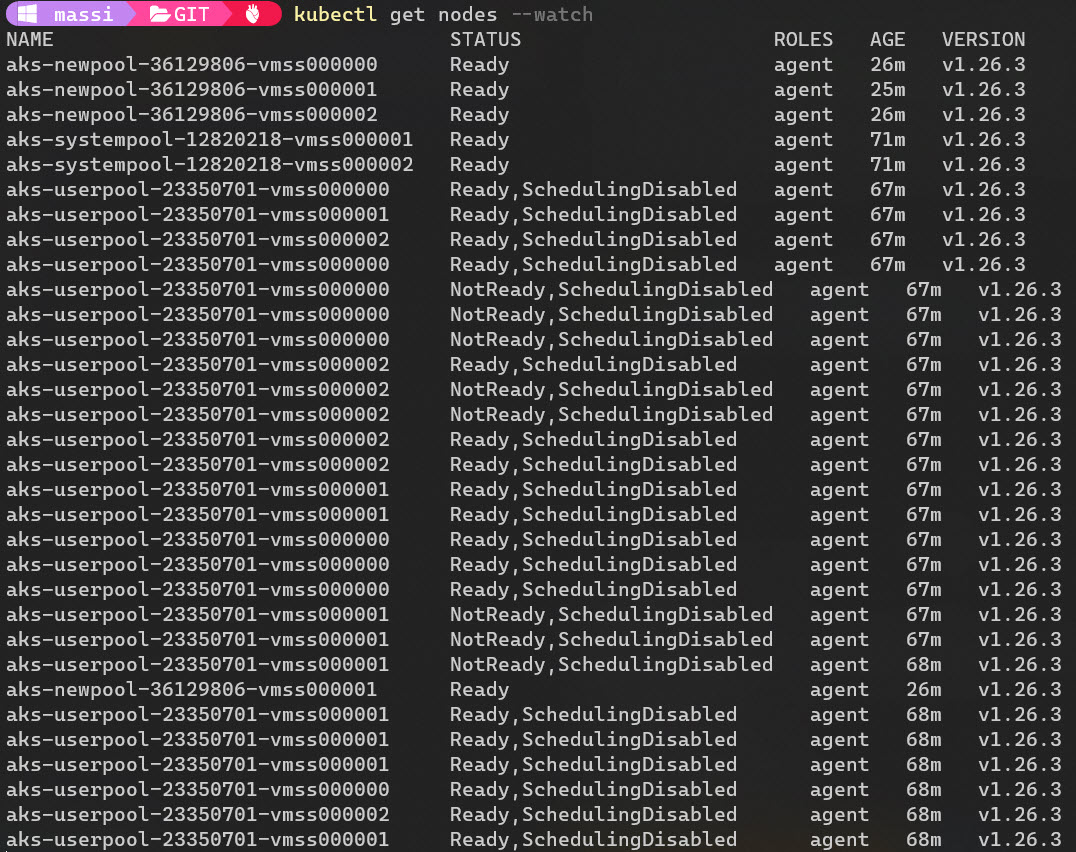 massi GIT kubectl get nodes --watch
NAME STATUS ROLES AGE VERSION
aks-newpool-36129806-vmss000000 Ready agent 26m v1.26.3
aks-newpool-36129806-vmss000001 Ready agent 25m v1.26.3
aks-newpool-36129806-vmss000002 Ready agent 26m v1.26.3
aks-systempool-12820218-vmss000001 Ready agent 71m v1.26.3
aks-systempool-12820218-vmss000002 Ready agent 71m v1.26.3
aks-userpool-23350701-vmss000000 Ready,SchedulingDisabled agent 67m v1.26.3
aks-userpool-23350701-vmss000001 Ready,SchedulingDisabled agent 67m v1.26.3
aks-userpool-23350701-vmss000002 Ready,SchedulingDisabled agent 67m v1.26.3
aks-userpool-23350701-vmss000000 Ready,SchedulingDisabled agent 67m v1.26.3
aks-userpool-23350701-vmss000000 NotReady,SchedulingDisabled agent 67m v1.26.3
aks-userpool-23350701-vmss000000 NotReady,SchedulingDisabled agent 67m v1.26.3
aks-userpool-23350701-vmss000000 NotReady,SchedulingDisabled agent 67m v1.26.3
aks-userpool-23350701-vmss000002 Ready,SchedulingDisabled agent 67m v1.26.3
aks-userpool-23350701-vmss000002 NotReady,SchedulingDisabled agent 67m v1.26.3
aks-userpool-23350701-vmss000002 NotReady,SchedulingDisabled agent 67m v1.26.3
aks-userpool-23350701-vmss000002 Ready,SchedulingDisabled agent 67m v1.26.3
aks-userpool-23350701-vmss000002 Ready,SchedulingDisabled agent 67m v1.26.3
aks-userpool-23350701-vmss000001 Ready,SchedulingDisabled agent 67m v1.26.3
aks-userpool-23350701-vmss000001 Ready,SchedulingDisabled agent 67m v1.26.3
aks-userpool-23350701-vmss000000 Ready,SchedulingDisabled agent 67m v1.26.3
aks-userpool-23350701-vmss000000 Ready,SchedulingDisabled agent 67m v1.26.3
aks-userpool-23350701-vmss000000 Ready,SchedulingDisabled agent 67m v1.26.3
aks-userpool-23350701-vmss000001 NotReady,SchedulingDisabled agent 67m v1.26.3
aks-userpool-23350701-vmss000001 NotReady,SchedulingDisabled agent 67m v1.26.3
aks-userpool-23350701-vmss000001 NotReady,SchedulingDisabled agent 68m v1.26.3
aks-newpool-36129806-vmss000001 Ready agent 26m v1.26.3
aks-userpool-23350701-vmss000001 Ready,SchedulingDisabled agent 68m v1.26.3
aks-userpool-23350701-vmss000001 Ready,SchedulingDisabled agent 68m v1.26.3
aks-userpool-23350701-vmss000001 Ready,SchedulingDisabled agent 68m v1.26.3
aks-userpool-23350701-vmss000000 Ready,SchedulingDisabled agent 68m v1.26.3
aks-userpool-23350701-vmss000002 Ready,SchedulingDisabled agent 68m v1.26.3
aks-userpool-23350701-vmss000001 Ready,SchedulingDisabled agent 68m v1.26.3